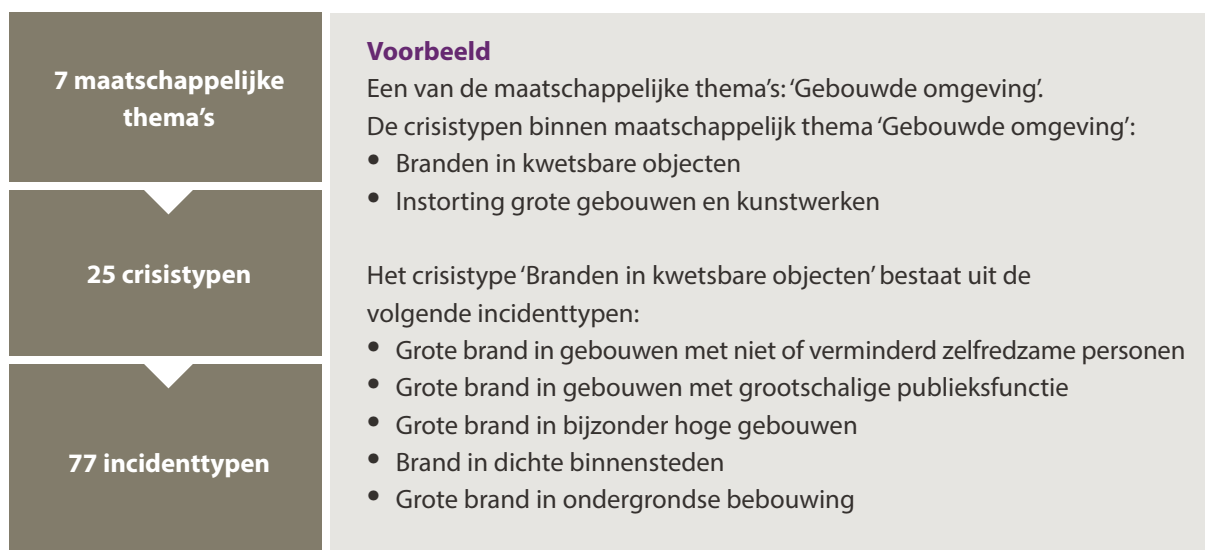 7 maatschappelijke
thema's
25 crisistypen
77 incidenttypen
Voorbeeld
Een van de maatschappelijke thema's: 'Gebouwde omgeving'.
De crisistypen binnen maatschappelijk thema 'Gebouwde omgeving':
• Branden in kwetsbare objecten
• Instorting grote gebouwen en kunstwerken
Het crisistype 'Branden in kwetsbare objecten' bestaat uit de
volgende incidenttypen:
• Grote brand in gebouwen met niet of verminderd zelfredzame personen
• Grote brand in gebouwen met grootschalige publieksfunctie
• Grote brand in bijzonder hoge gebouwen
• Brand in dichte binnensteden
• Grote brand in ondergrondse bebouwing